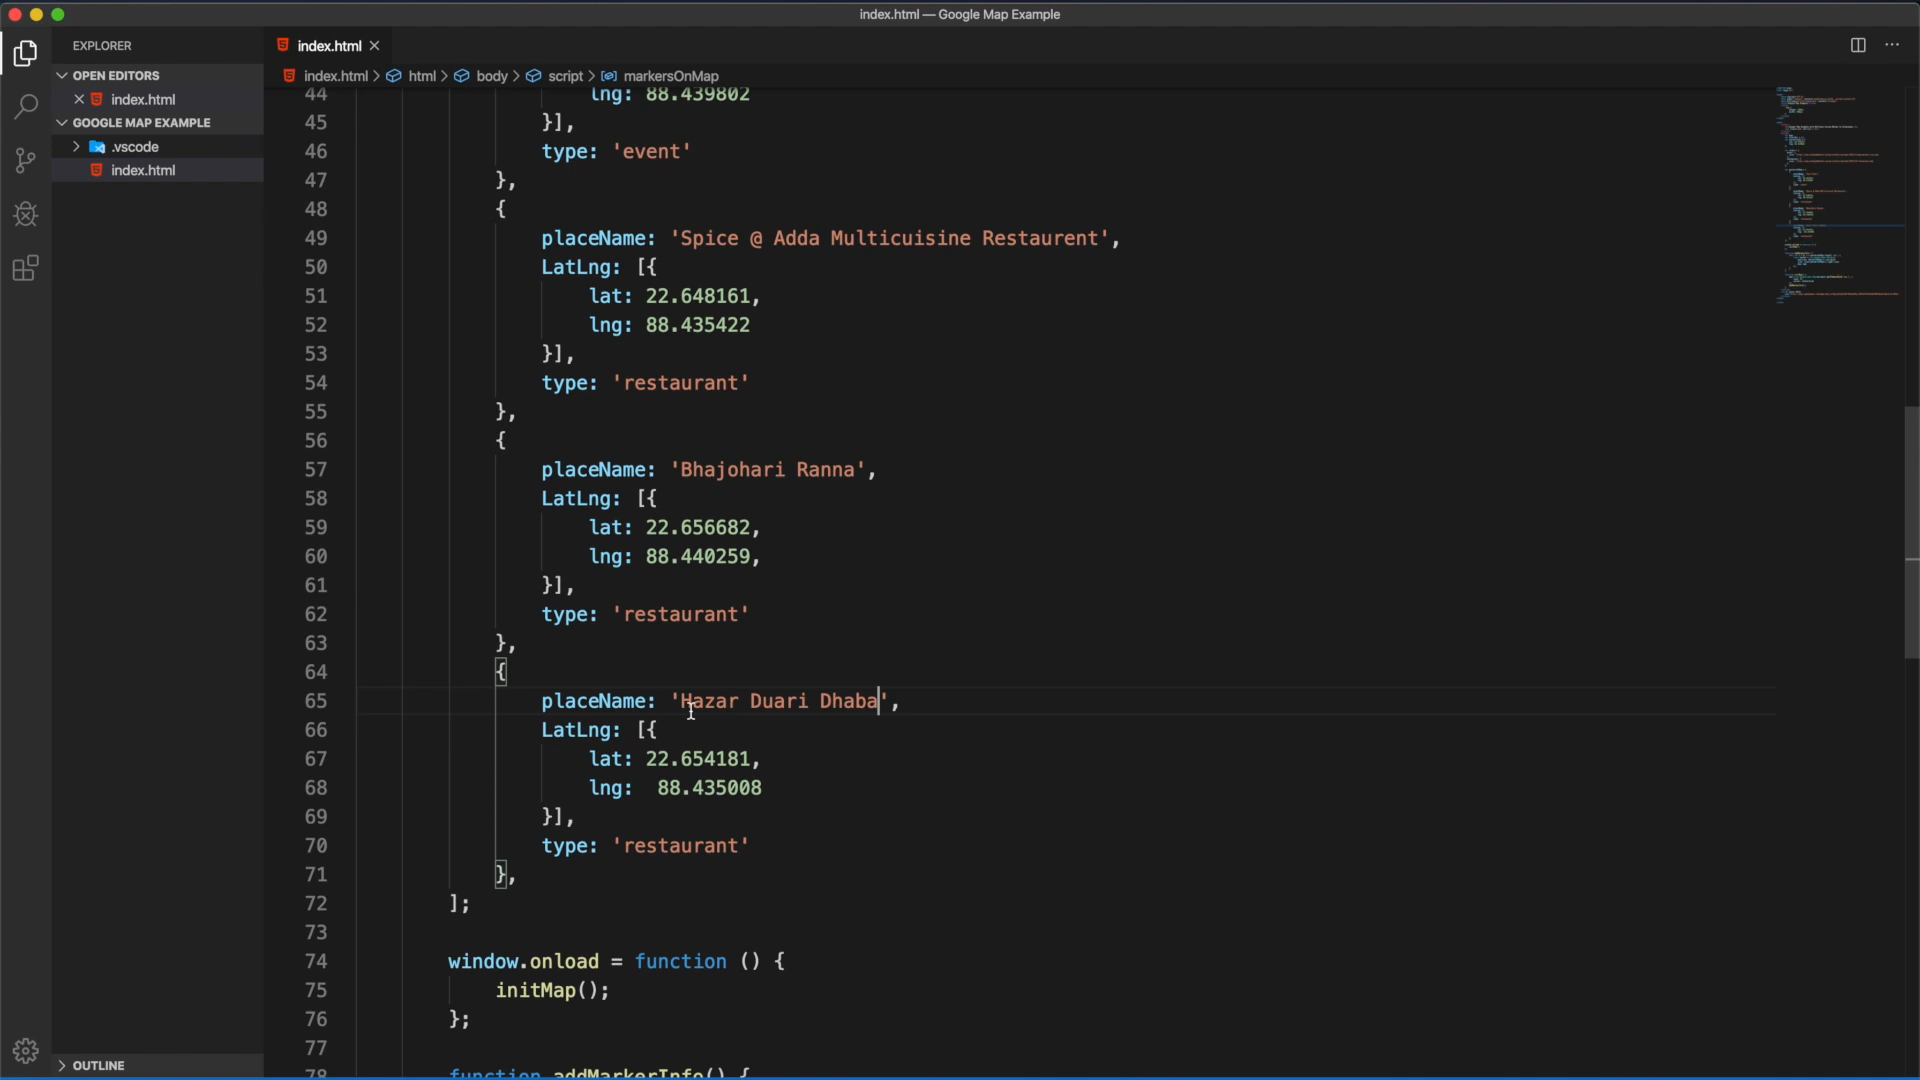 index.html — Google Map Example
EXPLORER
OPEN EDITORS
index.html
GOOGLE MAP EXAMPLE
.vscode
index.html
OUTLINE
index.html
index.html > html > body > script > markersOnMap
44 lng: 88.439802
45 }],
46 type: 'event'
47 },
48 {
49 placeName: 'Spice @ Adda Multicuisine Restaurent',
50 LatLng: [{
51 lat: 22.648161,
52 lng: 88.435422
53 }],
54 type: 'restaurant'
55 },
56 {
57 placeName: 'Bhajohari Ranna',
58 LatLng: [{
59 lat: 22.656682,
60 lng: 88.440259,
61 }],
62 type: 'restaurant'
63 },
64 {
65 placeName: 'Hazar Duari Dhaba',
66 LatLng: [{
67 lat: 22.654181,
68 lng:  88.435008
69 }],
70 type: 'restaurant'
71 },
72 ];
73
74 window.onload = function () {
75 initMap();
76 };
77
78 function addMarkerInfo() {